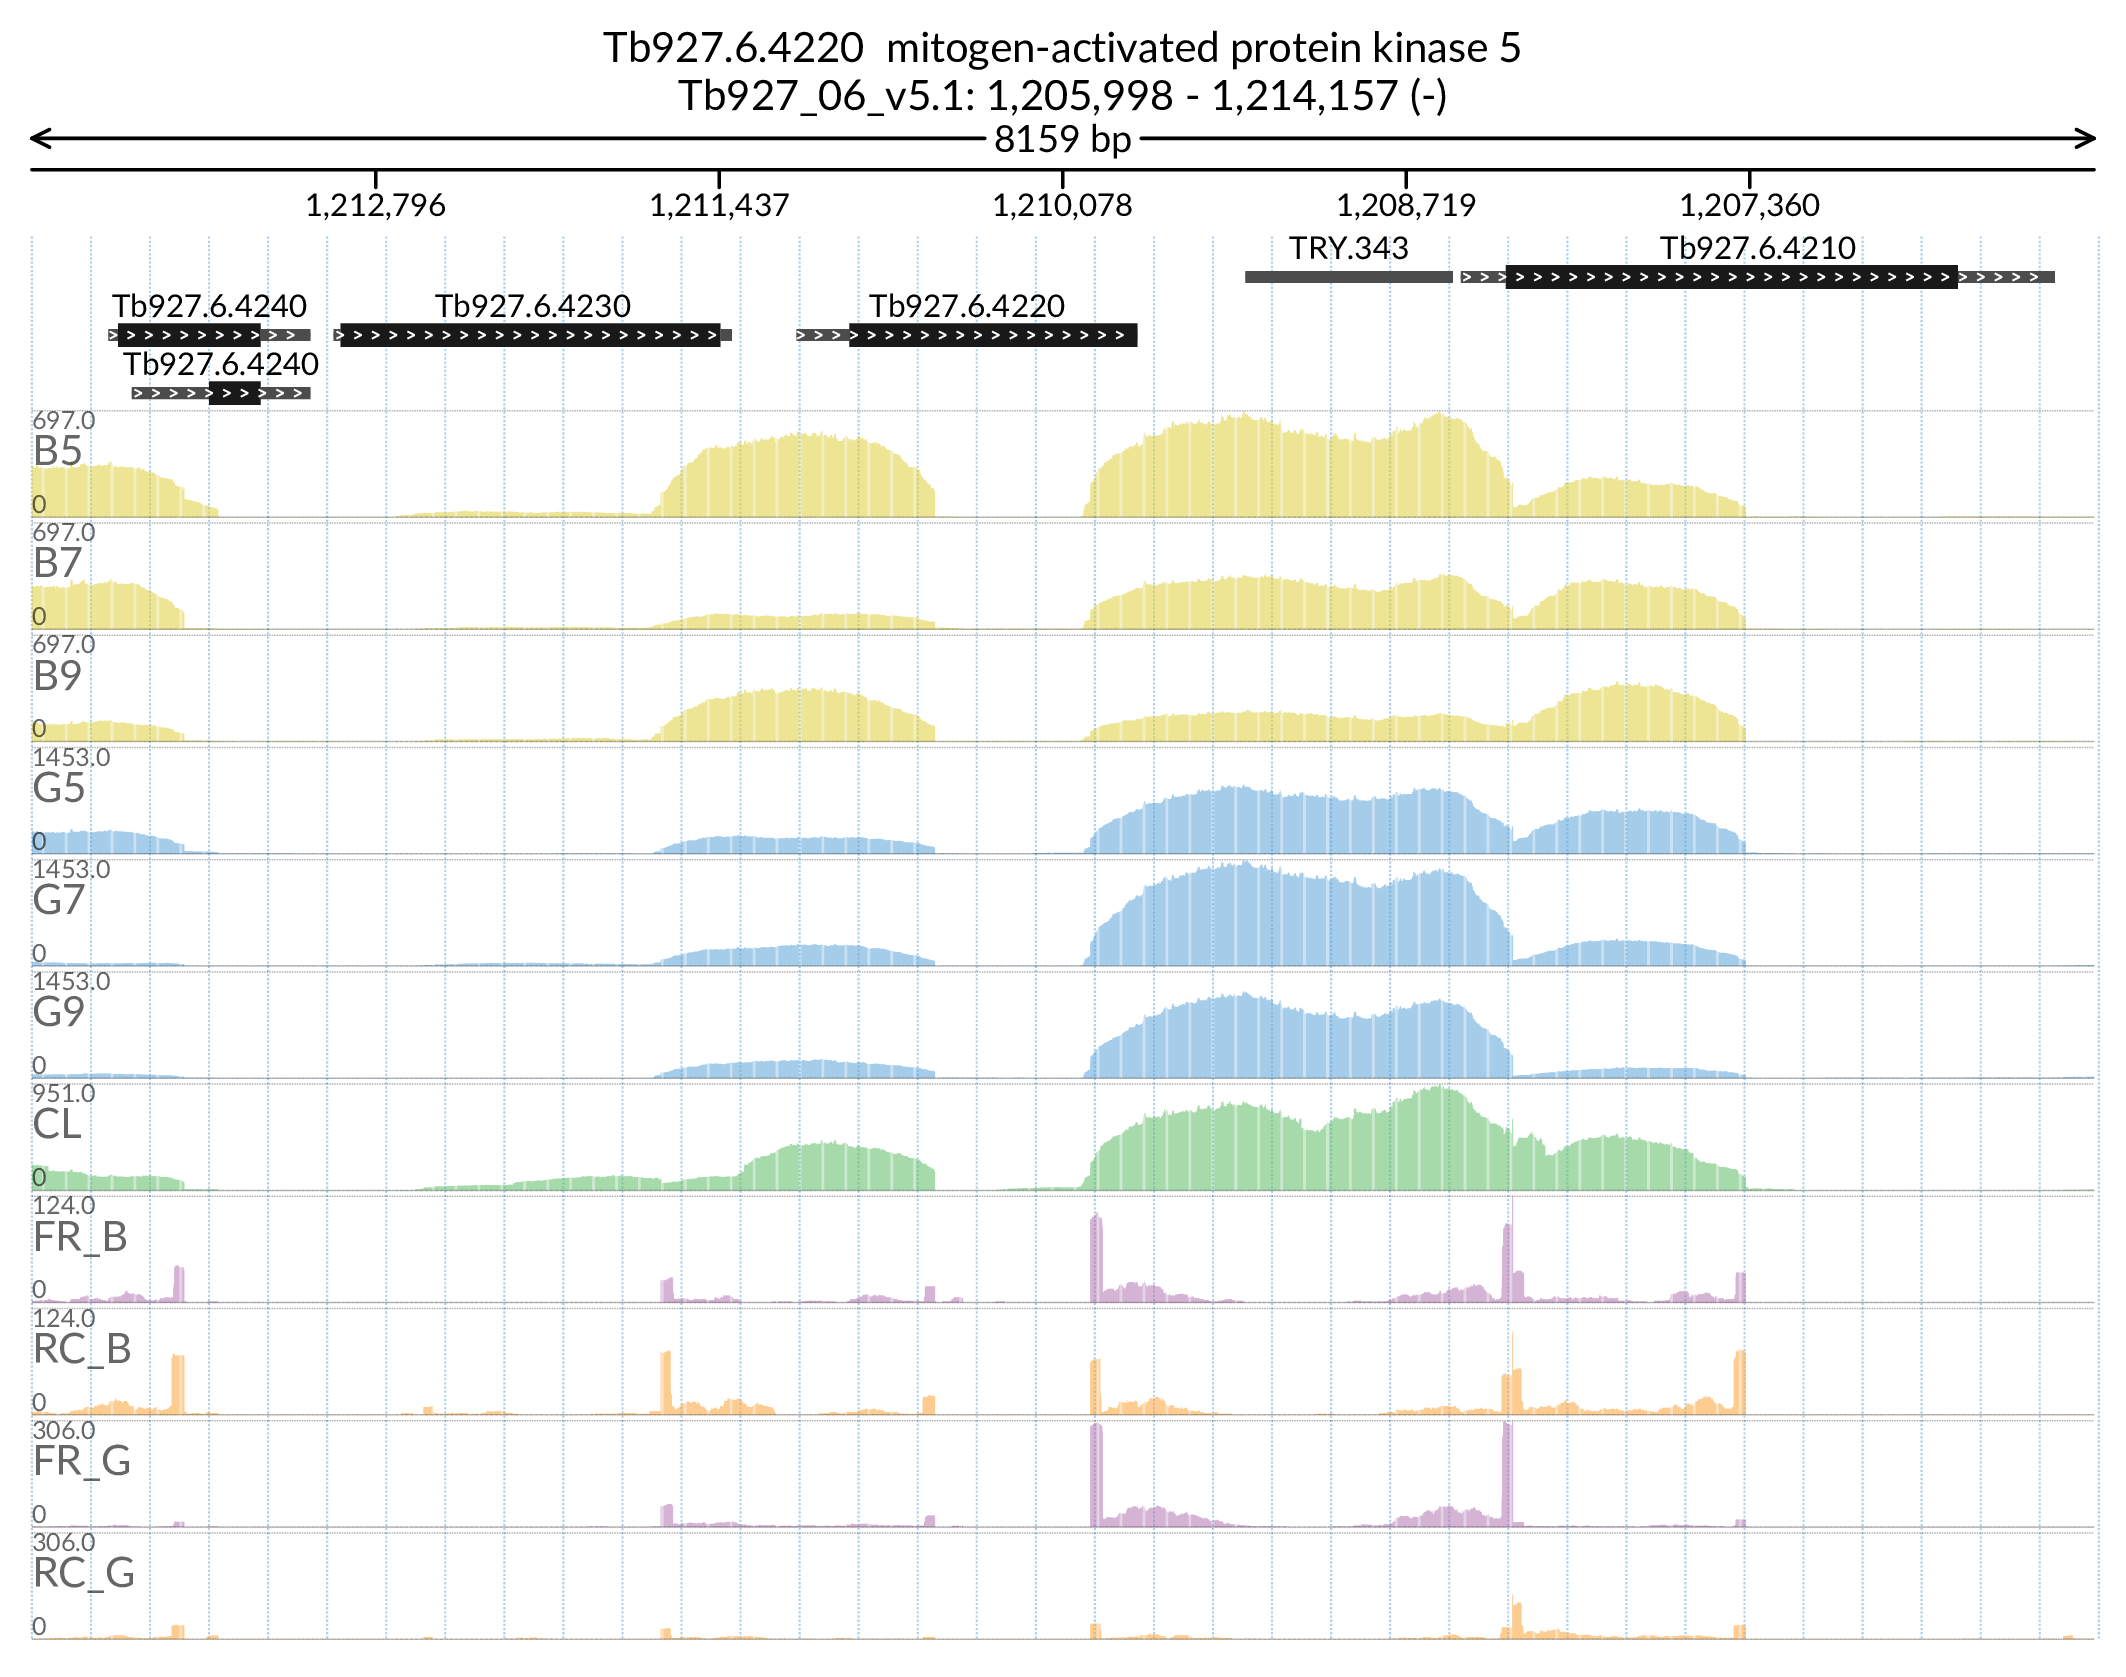 Tb927.6.4220 mitogen-activated protein kinase 5
Tb927_06_v5.1: 1,205,998 - 1,214,157 (-)
8159 bp
1,212,796 1,211,437 1,210,078 1,208,719 1,207,360
TRY.343 Tb927.6.4210
Tb927.6.4240 Tb927.6.4230 Tb927.6.4220
Tb927.6.4240
697.0
B5
0
697.0
B7
0
697.0
B9
0
1453.0
G5
0
1453.0
G7
0
1453.0
G9
0
951.0
CL
0
124.0
FR_B
0
124.0
RC_B
0
306.0
FR_G
0
306.0
RC_G
0